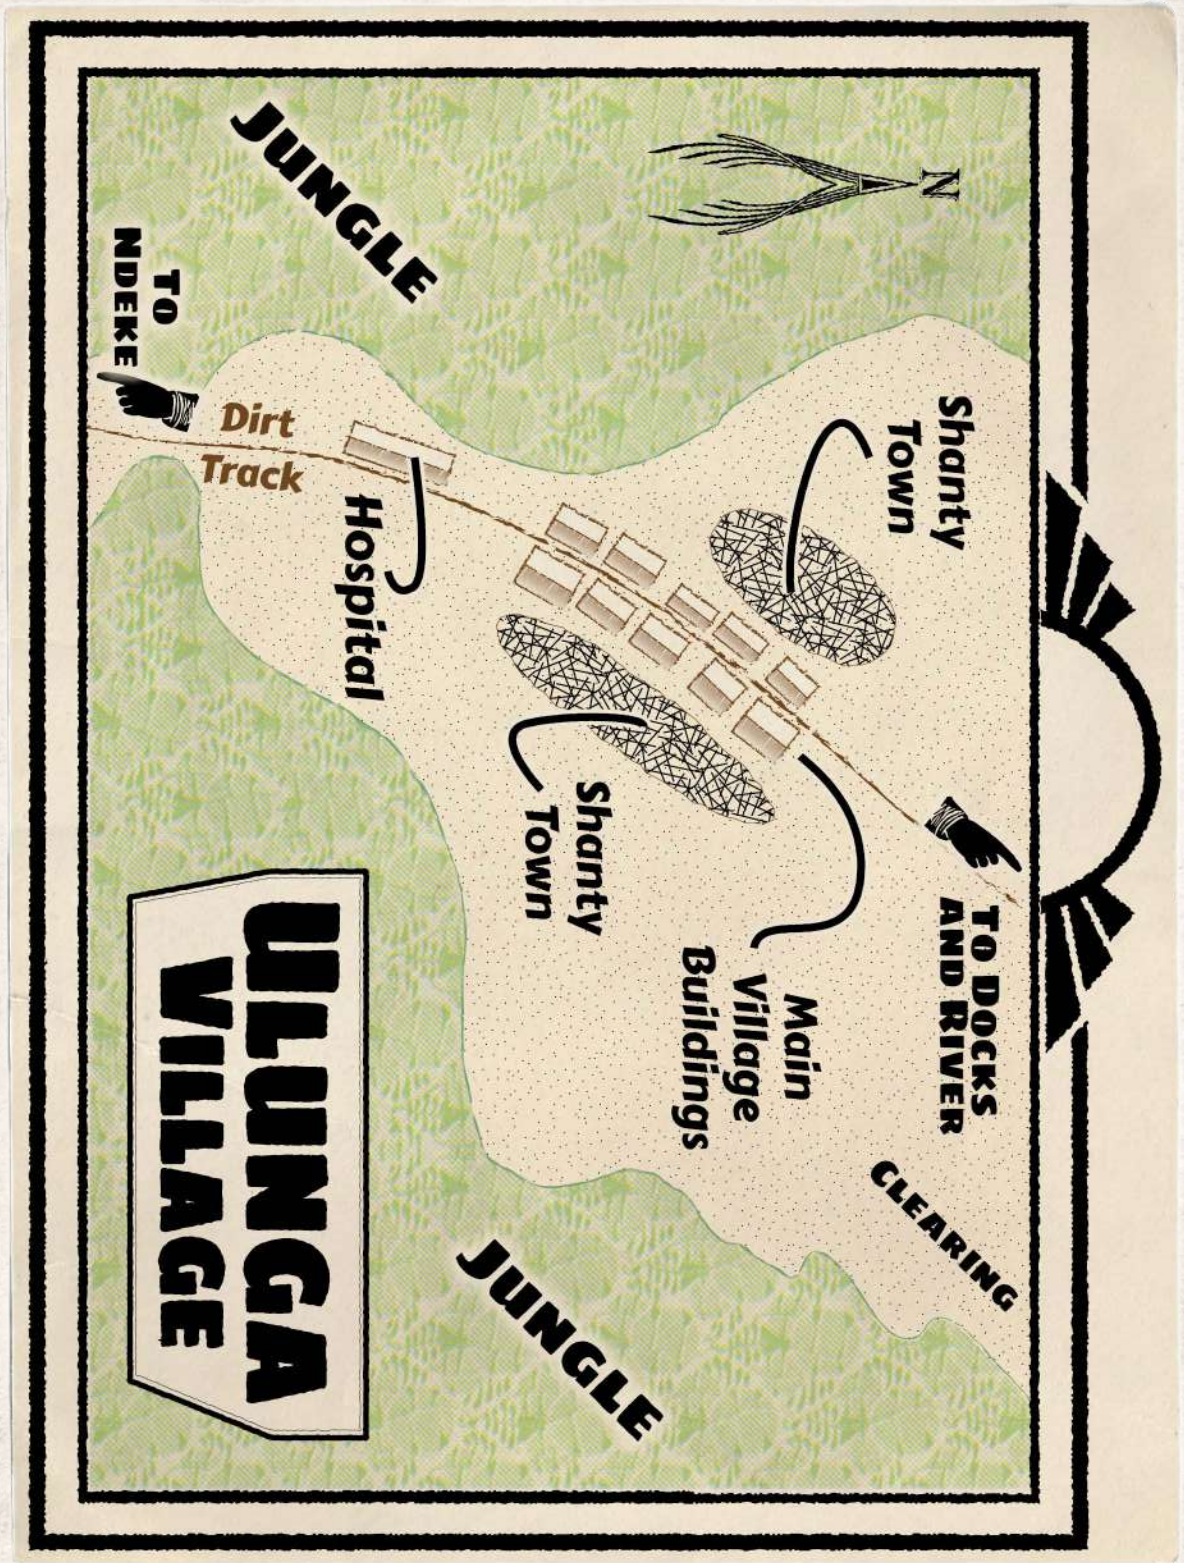 N
JUNGLE
Shanty
Town
TO DOCKS
AND RIVER
CLEARING
Main
Village
Buildings
Shanty
Town
Hospital
Dirt
Track
TO
NDEKE
JUNGLE
ULUNGA
VILLAGE